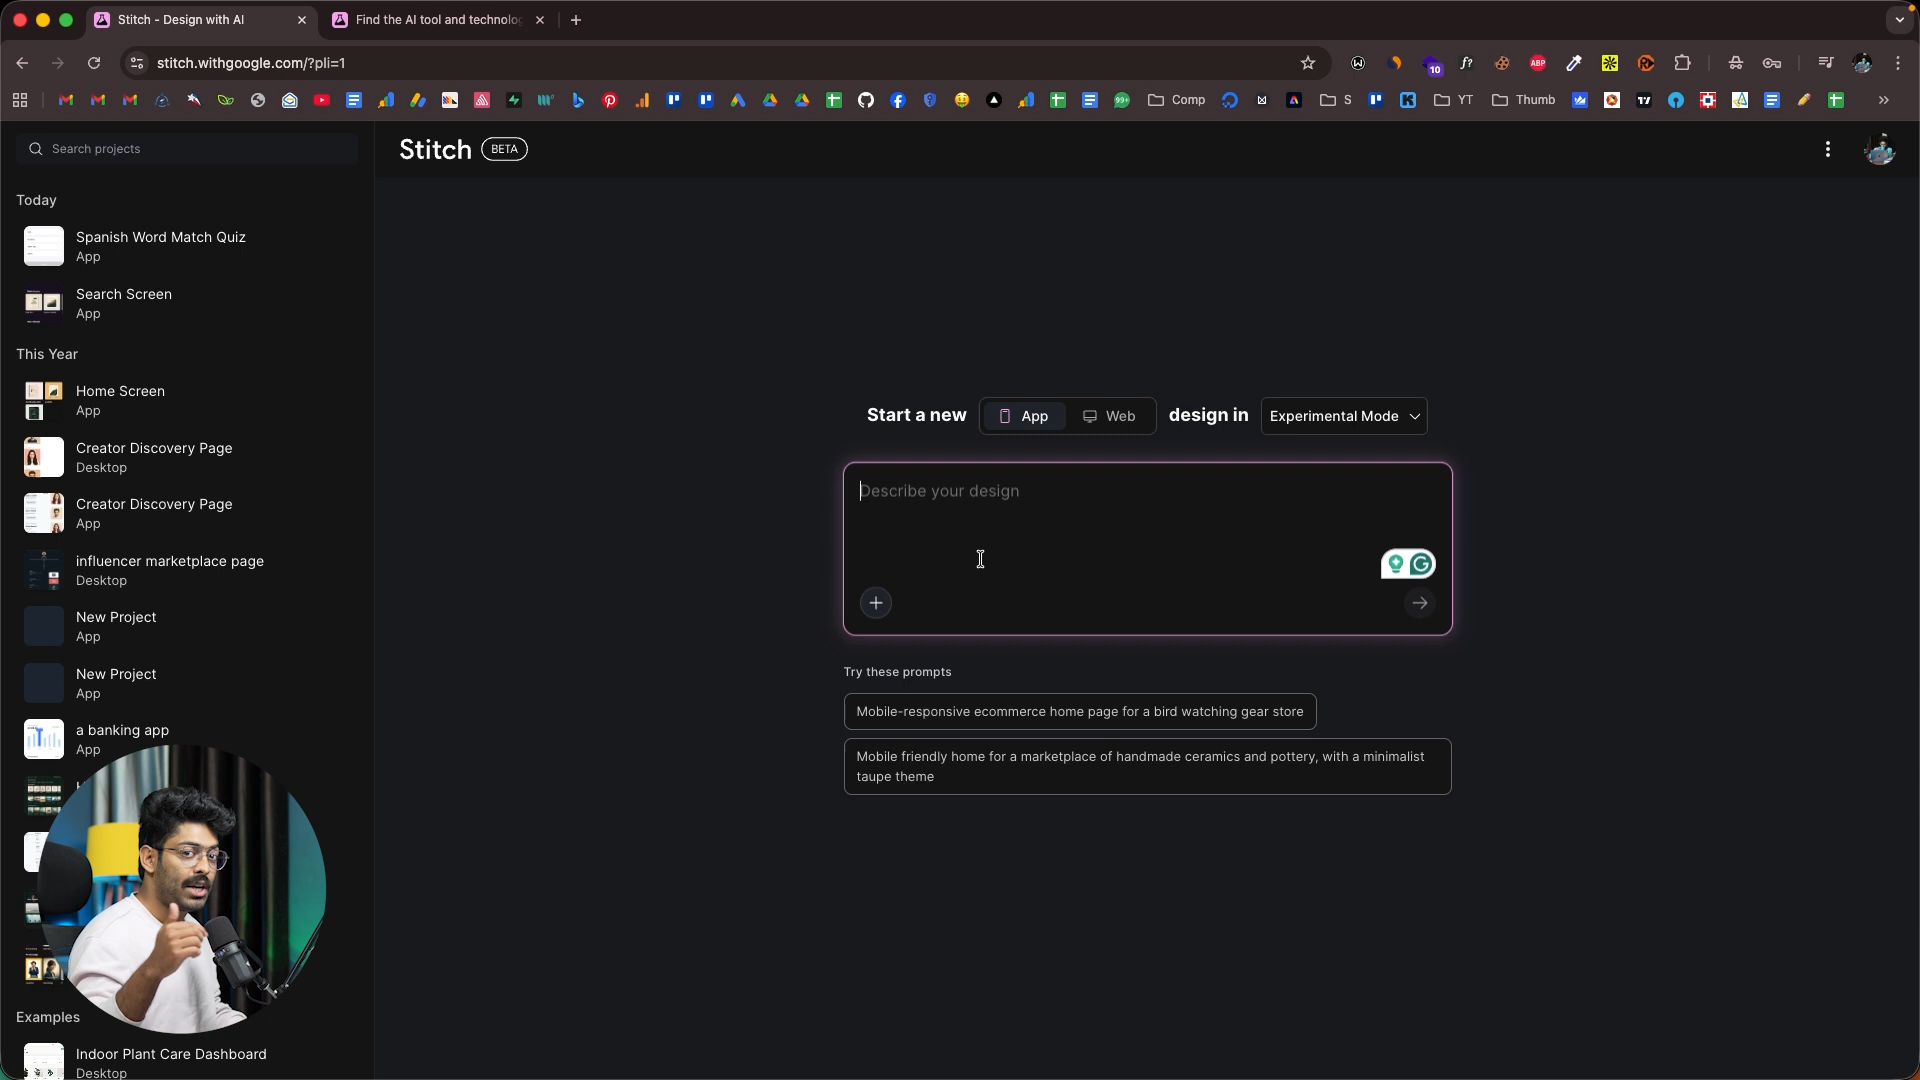 Stitch - Design with AI
Find the AI tool and technolo
stitch.withgoogle.com/?pli=1
10
ABP
99+
Comp
S
YT
Thumb
Search projects
Stitch
BETA
Today
Spanish Word Match Quiz
App
Search Screen
App
This Year
Home Screen
App
Creator Discovery Page
Desktop
Creator Discovery Page
App
influencer marketplace page
Desktop
New Project
App
New Project
App
a banking app
App
Examples
Indoor Plant Care Dashboard
Desktop
Start a new
App
Web
design in
Experimental Mode
Describe your design
Try these prompts
Mobile-responsive ecommerce home page for a bird watching gear store
Mobile friendly home for a marketplace of handmade ceramics and pottery, with a minimalist
taupe theme